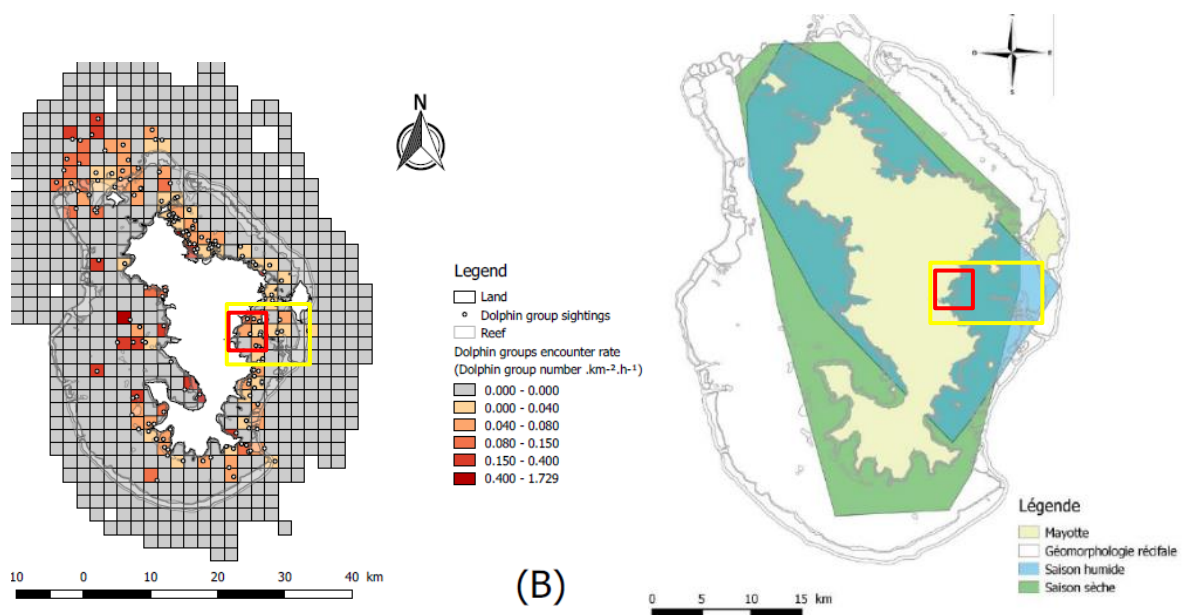 N
Legend
Land
Dolphin group sightings
Reef
Dolphin groups encounter rate
(Dolphin group number .km-².h-¹)
0.000 - 0.000
0.000 - 0.040
0.040 - 0.080
0.080 - 0.150
0.150 - 0.400
0.400 - 1.729
10 0 10 20 30 40 km
(B)
O E
S
Légende
Mayotte
Géomorphologie récifale
Saison humide
Saison sèche
0 5 10 15 km